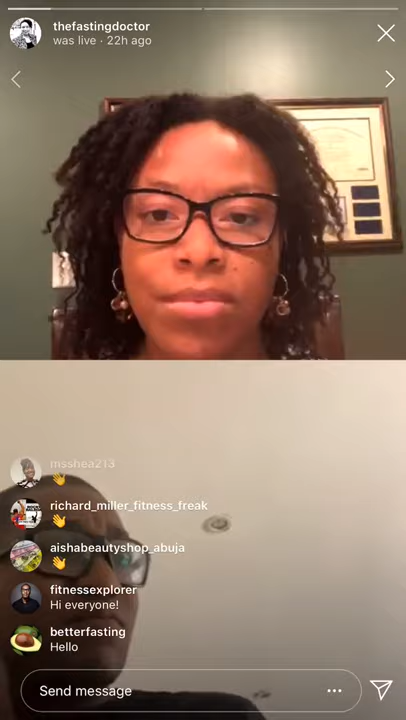 thefastingdoctor
was live · 22h ago
msshea213
👋
richard_miller_fitness_freak
👋
aishabeautyshop_abuja
👋
fitnessexplorer
Hi everyone!
betterfasting
Hello
Send message